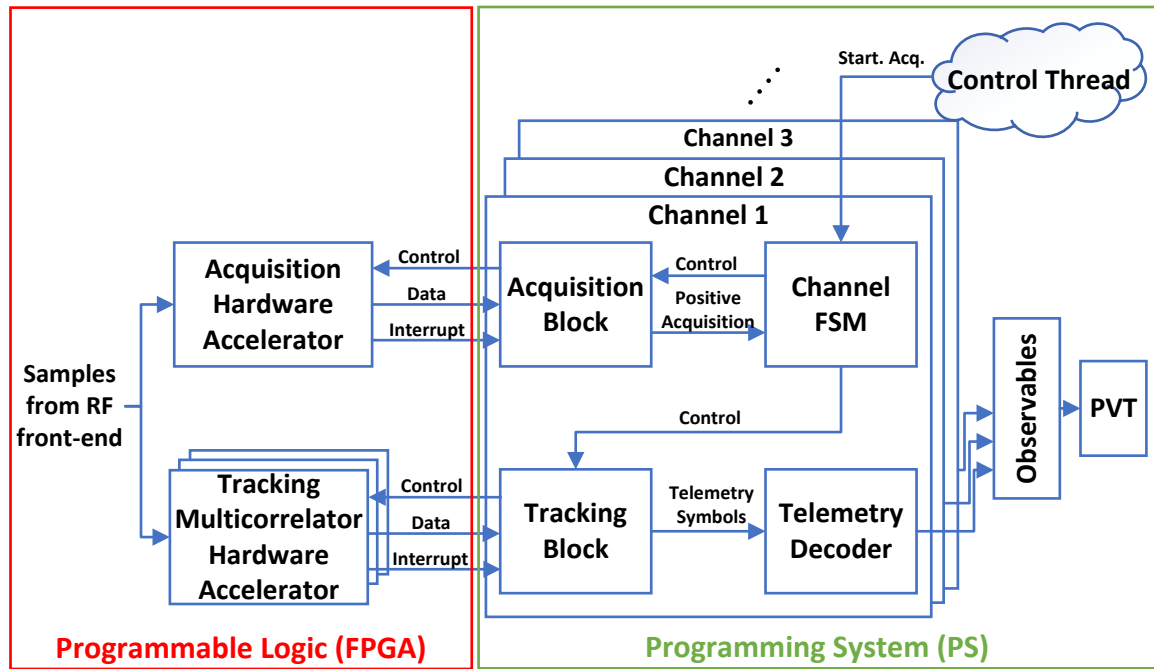 Start. Acq.
Control Thread
Channel 3
Channel 2
Channel 1
Acquisition
Hardware
Accelerator
Control
Data
Interrupt
Acquisition
Block
Control
Positive
Acquisition
Channel
FSM
Samples
from RF
front-end
Control
Observables
PVT
Tracking
Multicorrelator
Hardware
Accelerator
Control
Data
Interrupt
Tracking
Block
Telemetry
Symbols
Telemetry
Decoder
Programmable Logic (FPGA)
Programming System (PS)